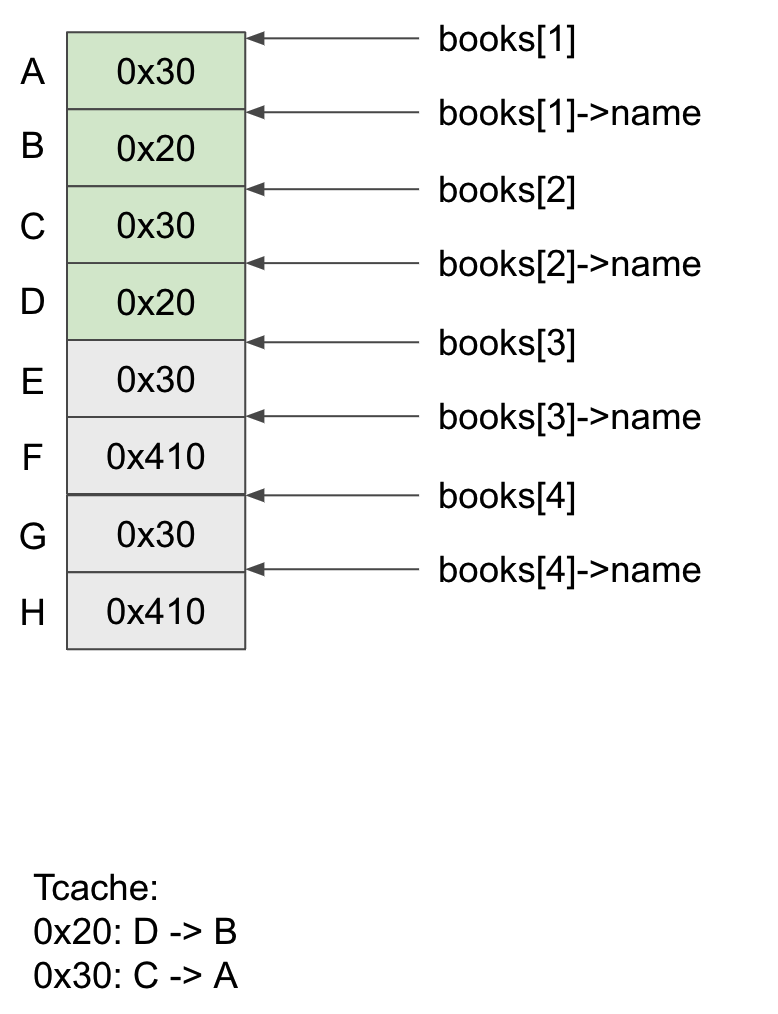 books[1]
A 0x30
books[1]->name
B 0x20
books[2]
C 0x30
books[2]->name
D 0x20
books[3]
E 0x30
books[3]->name
F 0x410
books[4]
G 0x30
books[4]->name
H 0x410
Tcache:
0x20: D -> B
0x30: C -> A